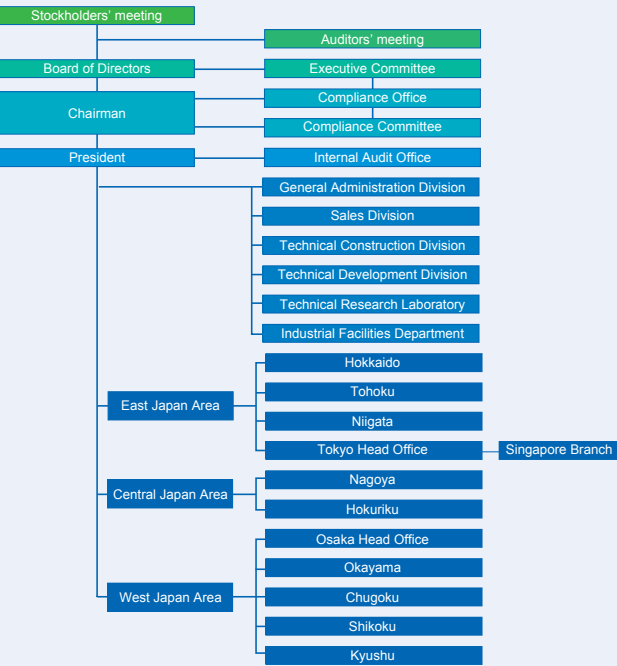 Stockholders' meeting
Auditors' meeting
Board of Directors
Executive Committee
Chairman
Compliance Office
Compliance Committee
President
Internal Audit Office
General Administration Division
Sales Division
Technical Construction Division
Technical Development Division
Technical Research Laboratory
Industrial Facilities Department
East Japan Area
Hokkaido
Tohoku
Niigata
Tokyo Head Office
Singapore Branch
Central Japan Area
Nagoya
Hokuriku
West Japan Area
Osaka Head Office
Okayama
Chugoku
Shikoku
Kyushu